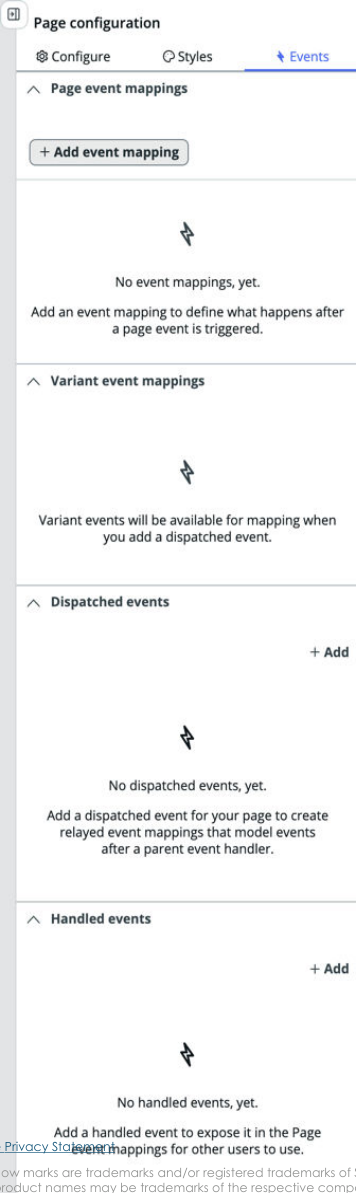 Page configuration
Configure Styles Events
Page event mappings
+ Add event mapping
No event mappings, yet.
Add an event mapping to define what happens after
a page event is triggered.
Variant event mappings
Variant events will be available for mapping when
you add a dispatched event.
Dispatched events
+ Add
No dispatched events, yet.
Add a dispatched event for your page to create
relayed event mappings that model events
after a parent event handler.
Handled events
+ Add
No handled events, yet.
Add a handled event to expose it in the Page
event mappings for other users to use.
- Privacy Statement
ow marks are trademarks and/or registered trademarks of S
product names may be trademarks of the respective comp